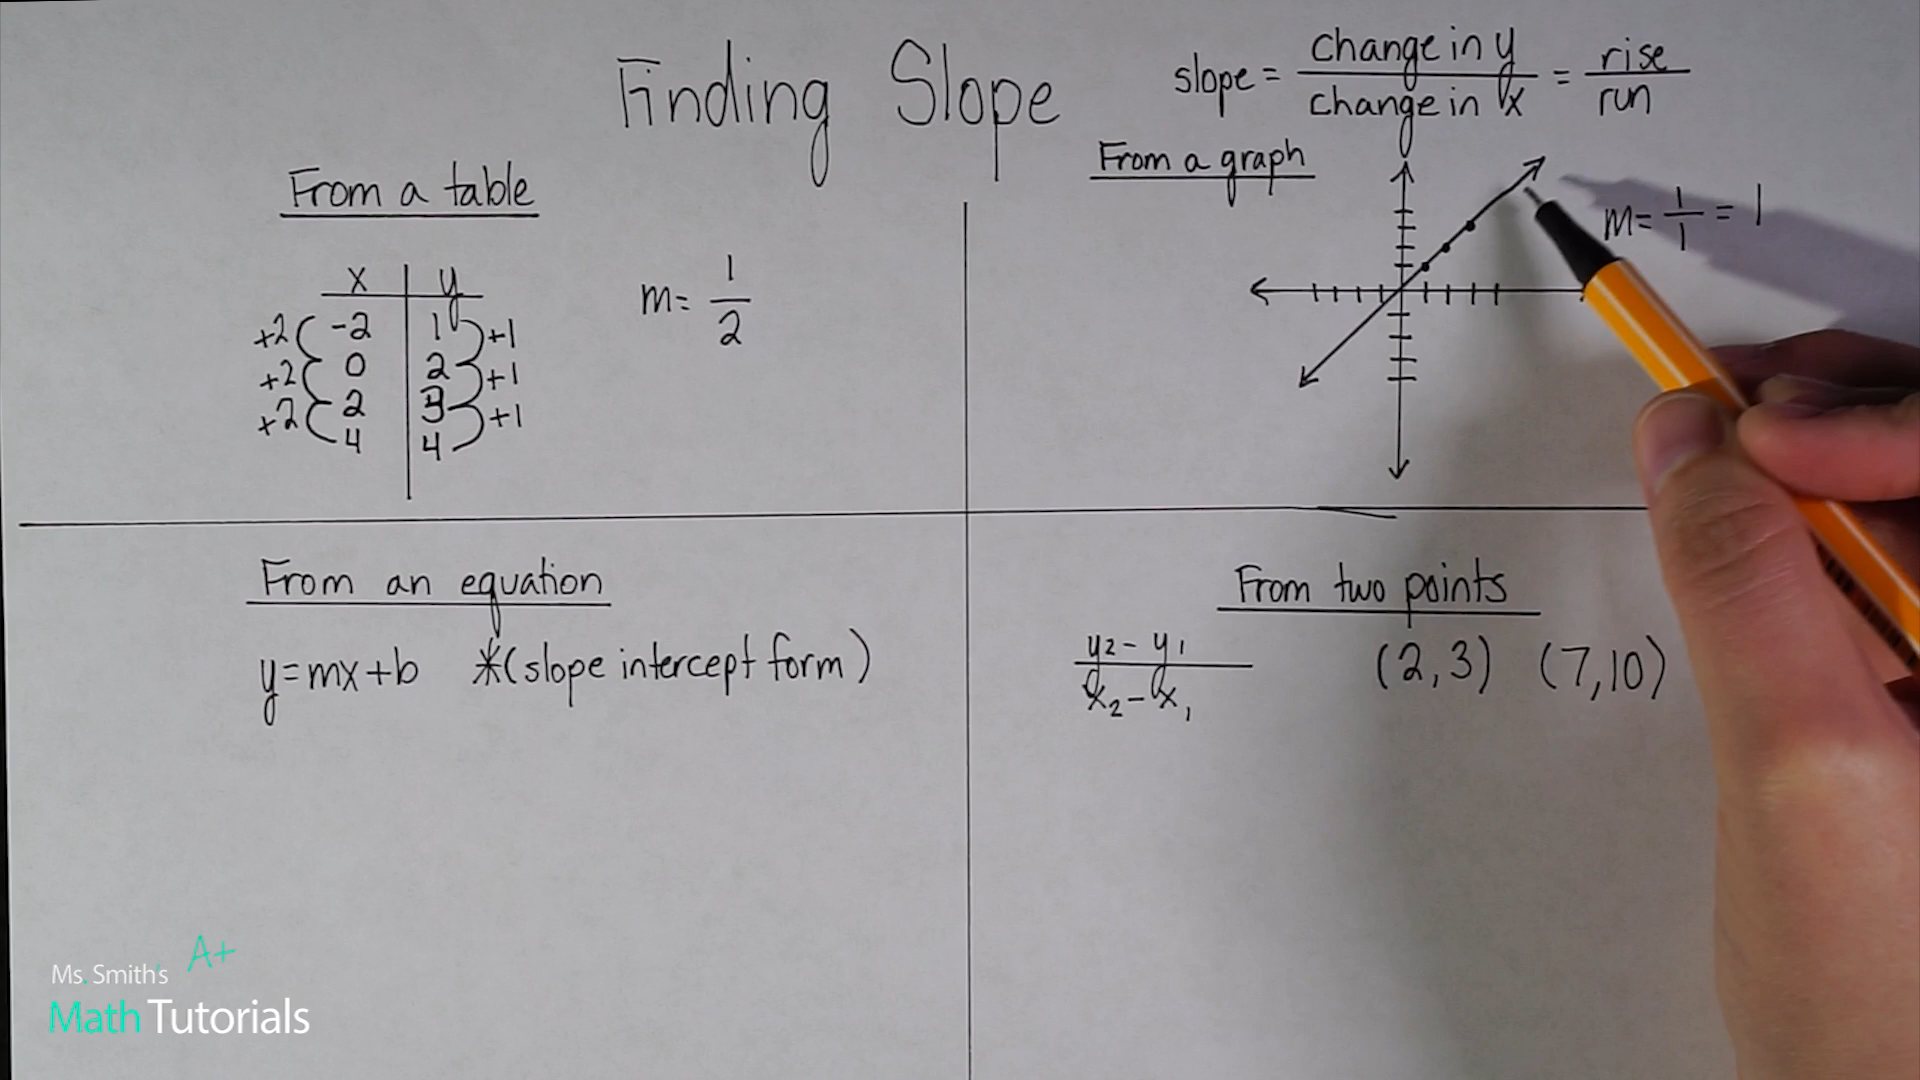 Finding Slope
slope = change in y / change in x = rise / run
From a table
x y
+2 -2 1 +1
+2 0 2 +1
+2 2 3 +1
4 4
m = 1/2
From a graph
m = 1/1 = 1
From an equation
y = mx + b *(slope intercept form)
From two points
y2 - y1
x2 - x1
(2,3) (7,10)
Ms. Smith's A+
Math Tutorials